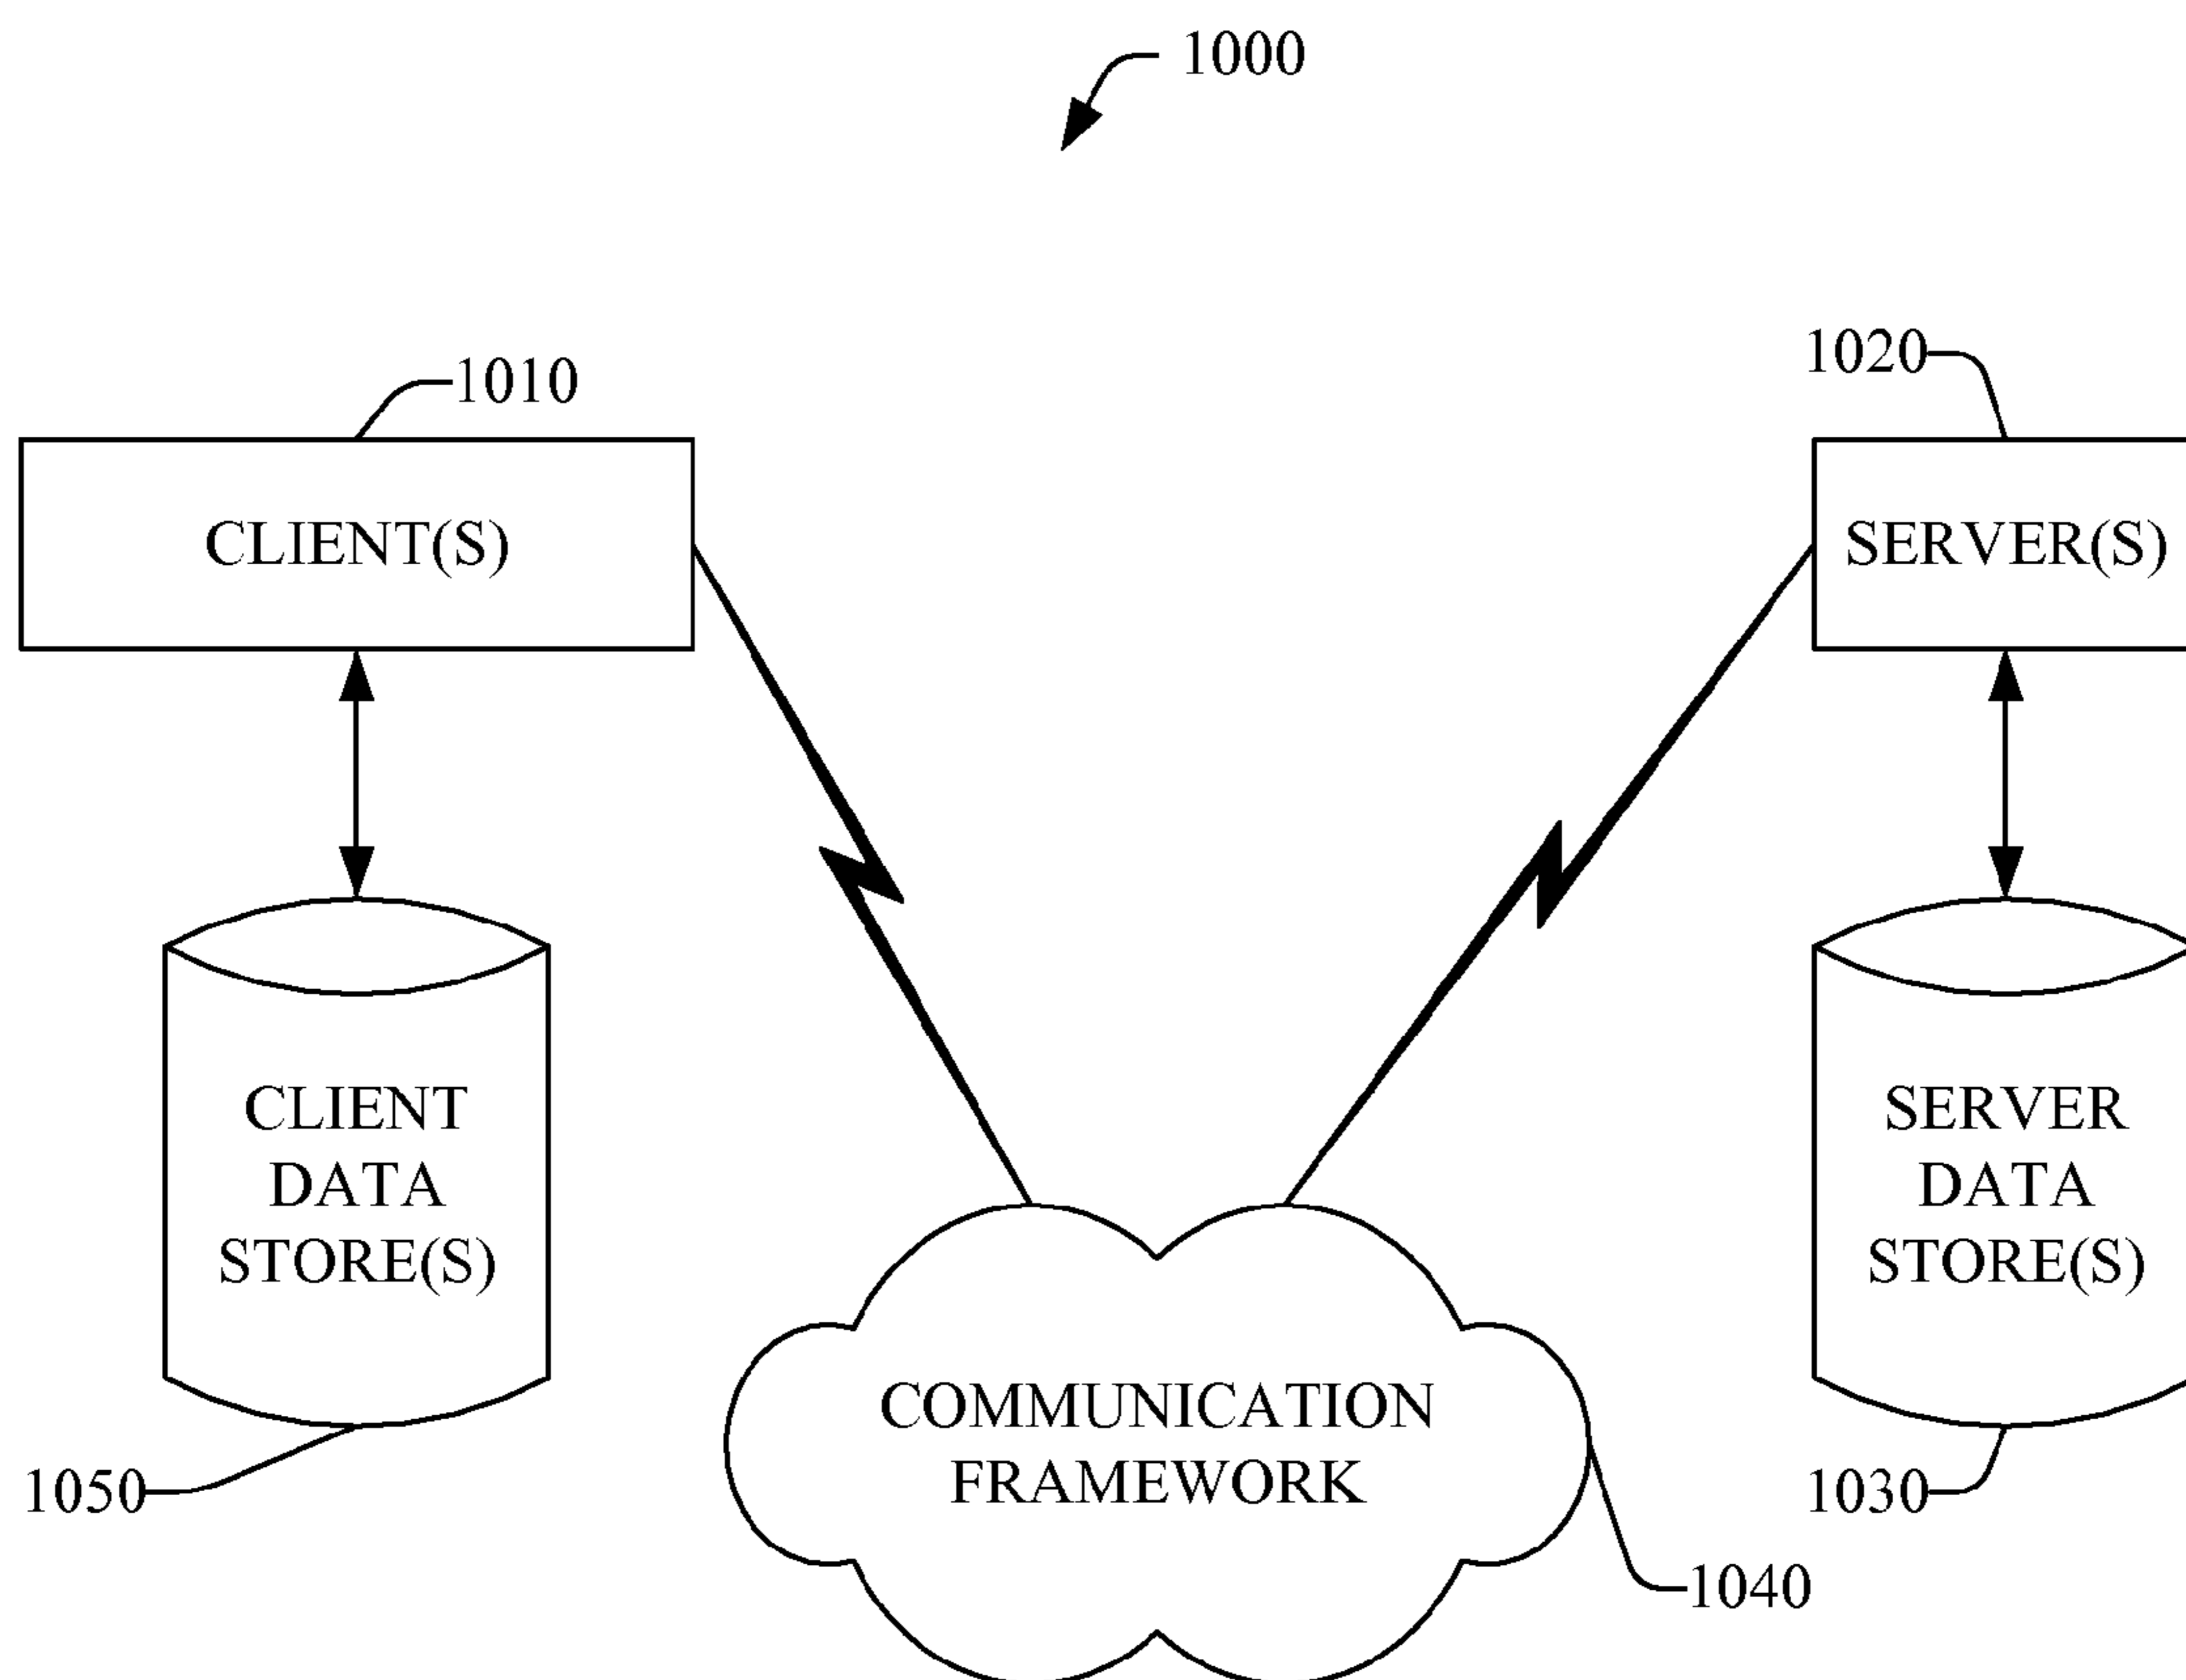 1000
1010
1020
CLIENT(S)
SERVER(S)
CLIENT
DATA
STORE(S)
SERVER
DATA
STORE(S)
COMMUNICATION
FRAMEWORK
1050
1030
1040